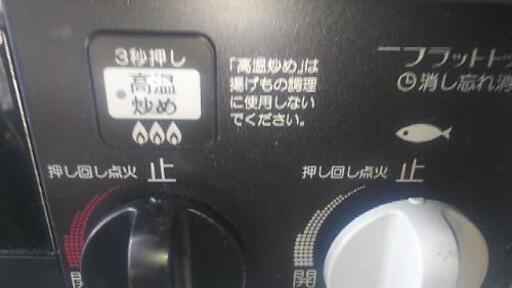 3秒押し
高温
炒め
「高温炒め」は
揚げもの調理
に使用しない
でください。
フラットト
消し忘れ消
押し回し点火
止
押し回し点火
止
開